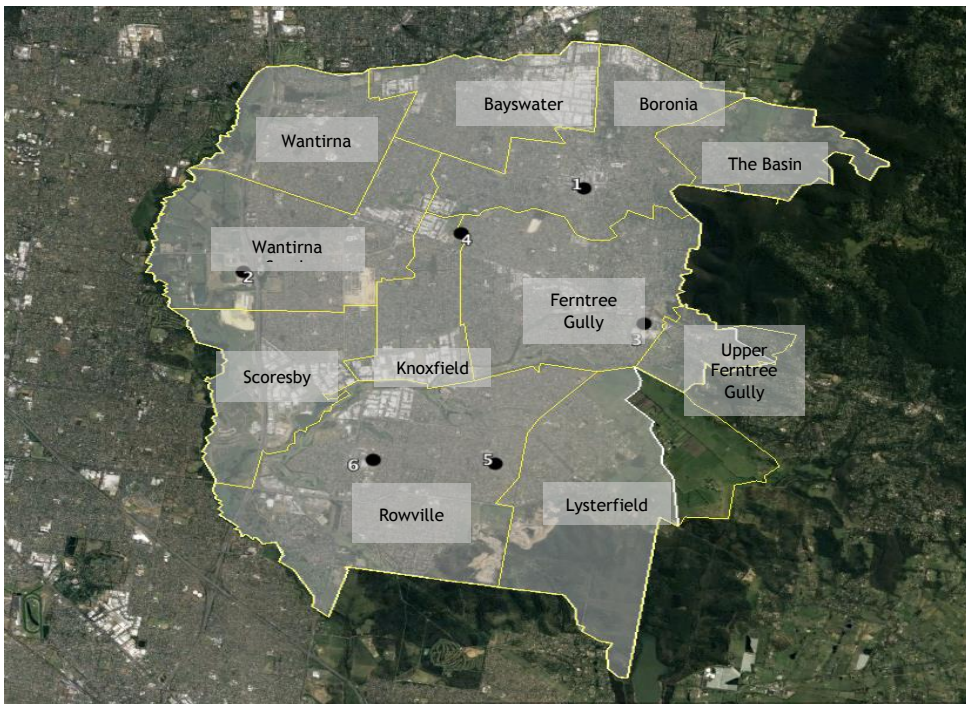 Bayswater
Boronia
Wantirna
The Basin
1
4
Wantirna
2
Ferntree
Gully
3
Upper
Ferntree
Gully
Knoxfield
Scoresby
6
5
Rowville
Lysterfield